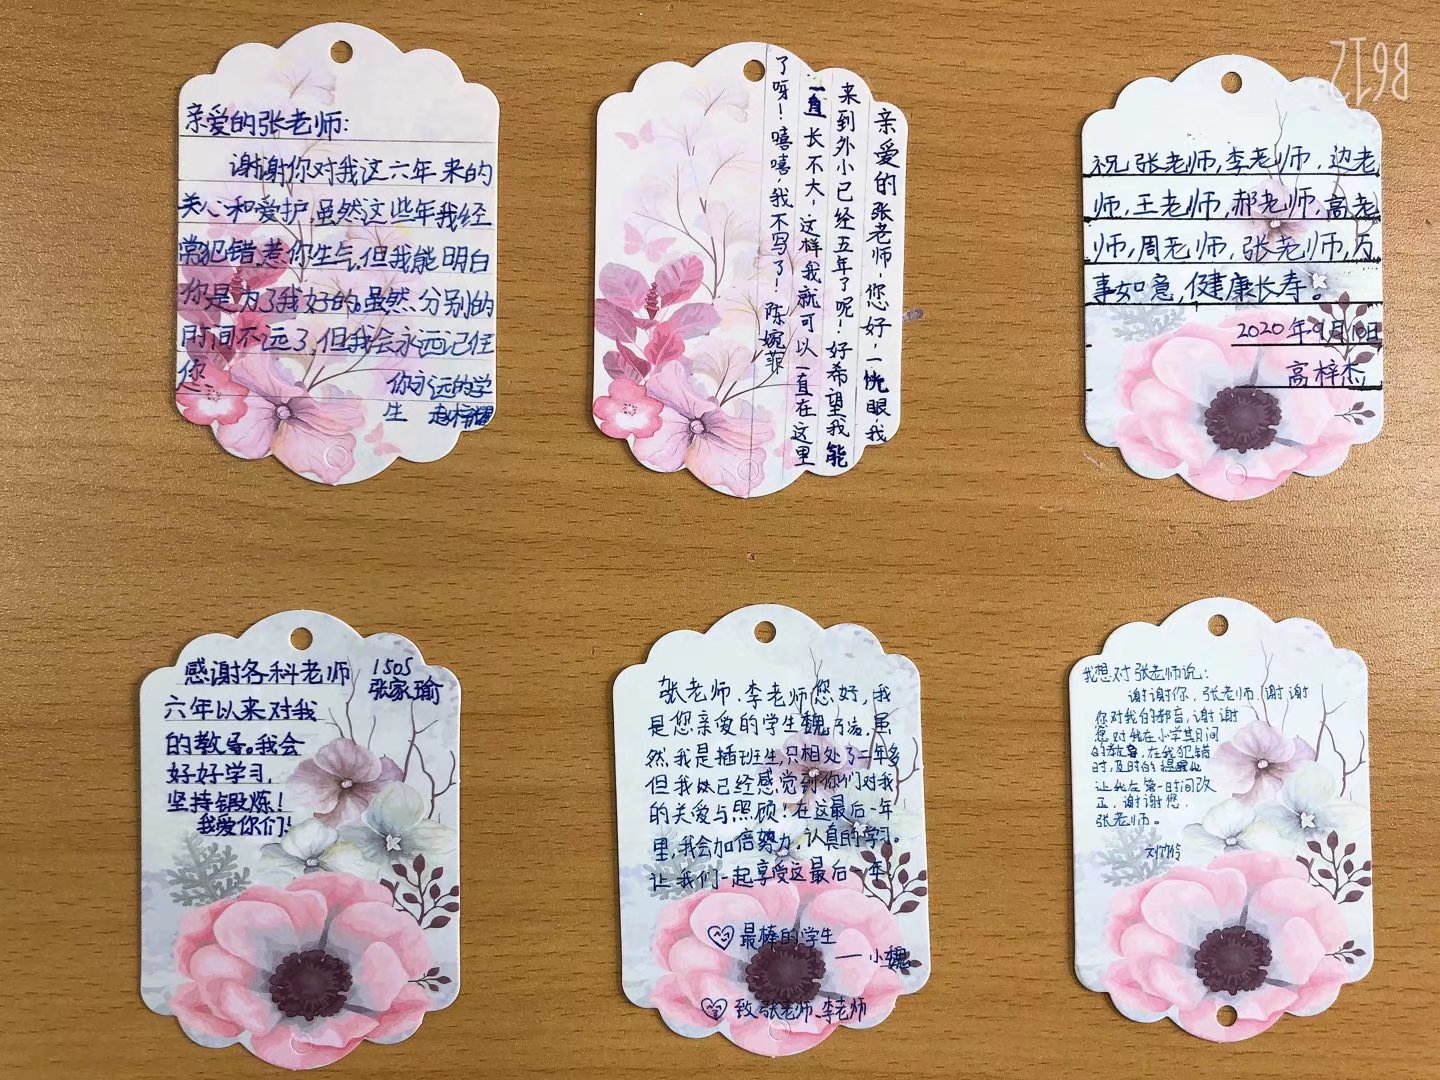 亲爱的张老师:
谢谢你对我这六年来的
关心和爱护,虽然这些年我经
常犯错,惹你生气,但我能明白
你是为了我好的。虽然分别的
时间不远了,但我会永远记住
你
你永远的学
生
亲爱的张老师,您好,一恍眼,我
来到外小已经五年了呢!好希望我能
一直长不大,这样我就可以一直在这里
了呀!嘻嘻,我不写了!陈婉菲
祝张老师,李老师,边老
师,王老师,郝老师,高老
师,周老师,张老师,万
事如意,健康长寿。
2020年9月10日
高梓杰
B612
感谢各科老师
1505
张家瑜
六年以来对我
的教导。我会
好好学习,
坚持锻炼!
我爱你们!
张老师、李老师您好,我
是您亲爱的学生魏,虽
然,我是插班生,只相处了二年多
但我已经感觉到你们对我
的关爱与照顾!在这最后一年
里,我会加倍努力,认真的学习。
让我们一起享受这最后一年!
最棒的学生
——小魏
致张老师、李老师
我想对张老师说:
谢谢你,张老师,谢谢
您对我的,谢谢
您对我在小学其间
的教导,在我犯错
时,及时的提醒
让我在第一时间改
正,谢谢您,
张老师。